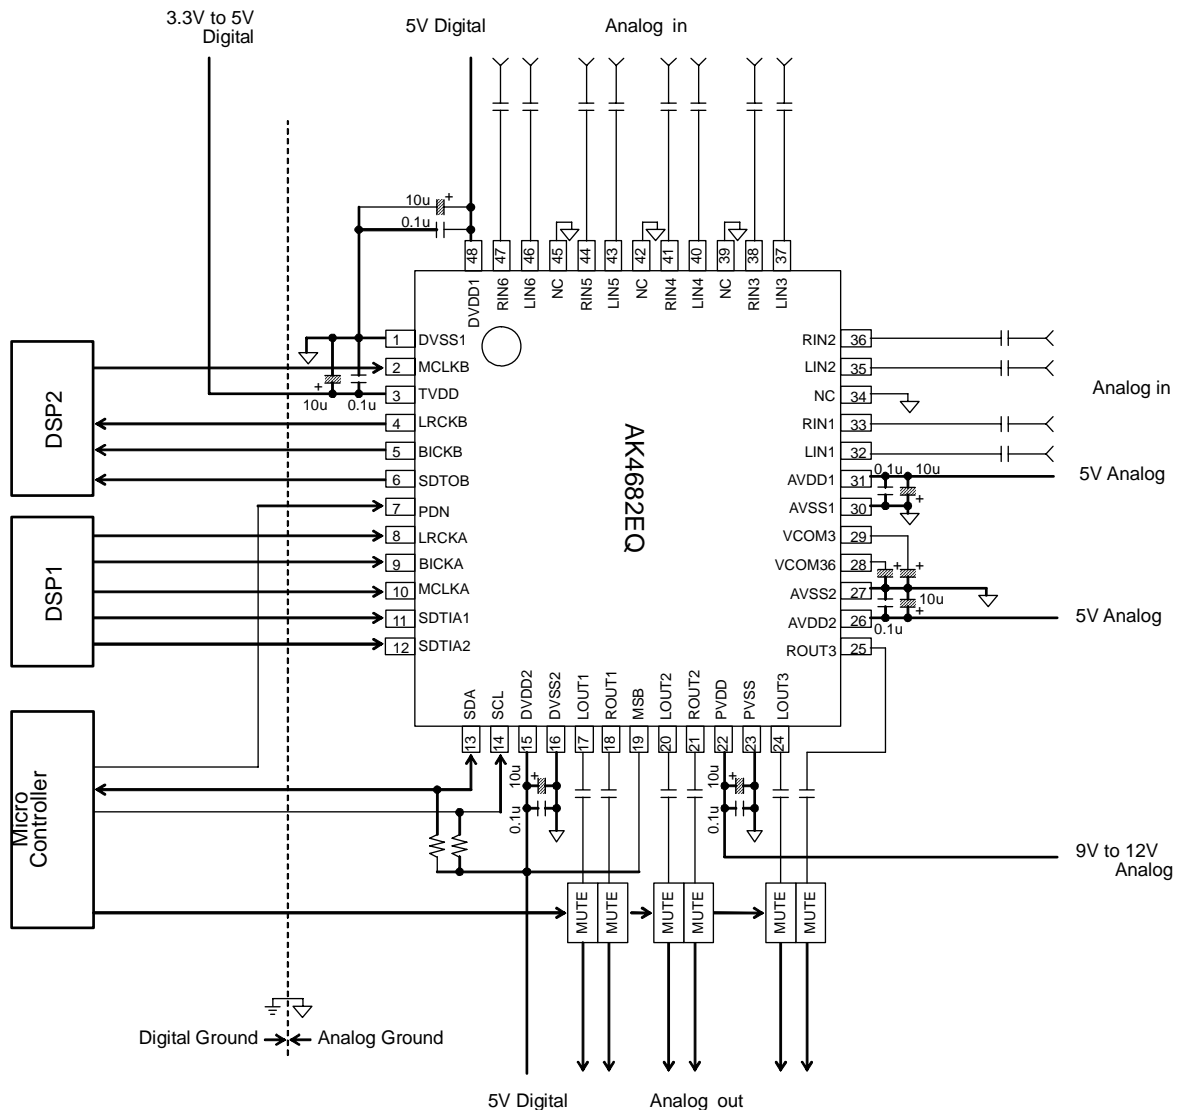 3.3V to 5V
Digital
5V Digital
Analog in
10u
+
0.1u
48
47
46
45
44
43
42
41
40
39
38
37
DVDD1
RIN6
LIN6
NC
RIN5
LIN5
NC
RIN4
LIN4
NC
RIN3
LIN3
DSP2
1 DVSS1
2 MCLKB
3 TVDD
+
10u
0.1u
4 LRCKB
5 BICKB
6 SDTOB
7 PDN
DSP1
8 LRCKA
9 BICKA
10 MCLKA
11 SDTIA1
12 SDTIA2
AK4682EQ
RIN2 36
LIN2 35
NC 34
RIN1 33
LIN1 32
AVDD1 31
AVSS1 30
VCOM3 29
VCOM36 28
AVSS2 27
AVDD2 26
ROUT3 25
Analog in
0.1u
10u
+
5V Analog
+
+
10u
0.1u
+
5V Analog
SDA
SCL
DVDD2
DVSS2
LOUT1
ROUT1
MSB
LOUT2
ROUT2
PVDD
PVSS
LOUT3
13
14
15
16
17
18
19
20
21
22
23
24
Micro
Controller
10u
+
0.1u
10u
+
0.1u
9V to 12V
Analog
MUTE
MUTE
MUTE
MUTE
MUTE
MUTE
Digital Ground
Analog Ground
5V Digital
Analog out